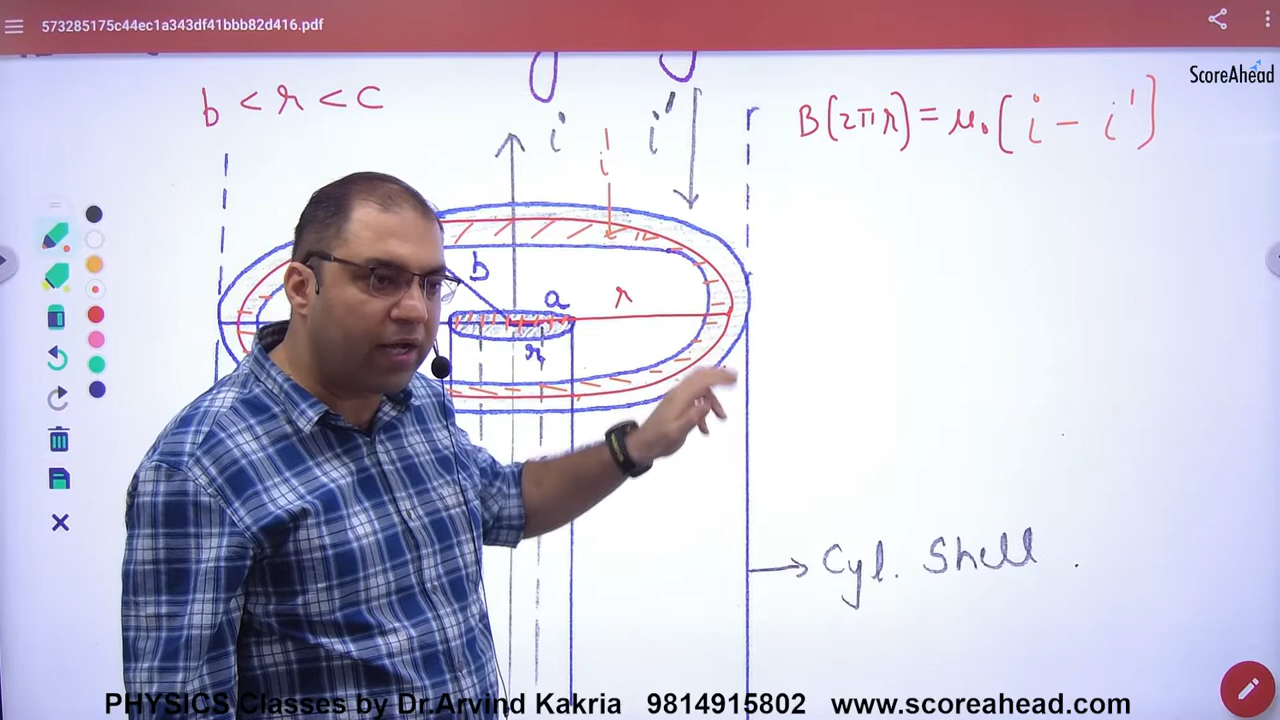 573285175c44ec1a343df41bbb82d416.pdf
ScoreAhead
b < r < c
i
i'
B(2πr) = μ₀[i - i']
i
b
a
r
r
Cyl. Shell.
PHYSICS Classes by Dr.Arvind Kakria 9814915802 www.scoreahead.com